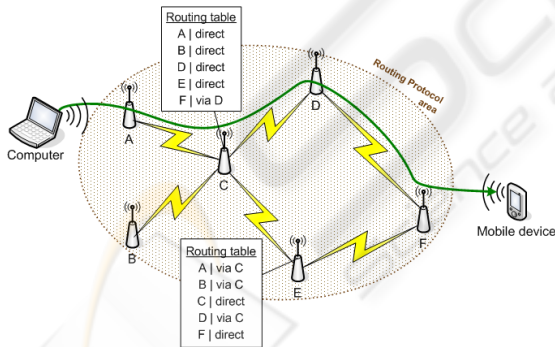 Routing table
A | direct
B | direct
D | direct
E | direct
F | via D
Routing Protocol
area
Computer
A
B
C
D
E
F
Mobile device
Routing table
A | via C
B | via C
C | direct
D | via C
F | direct